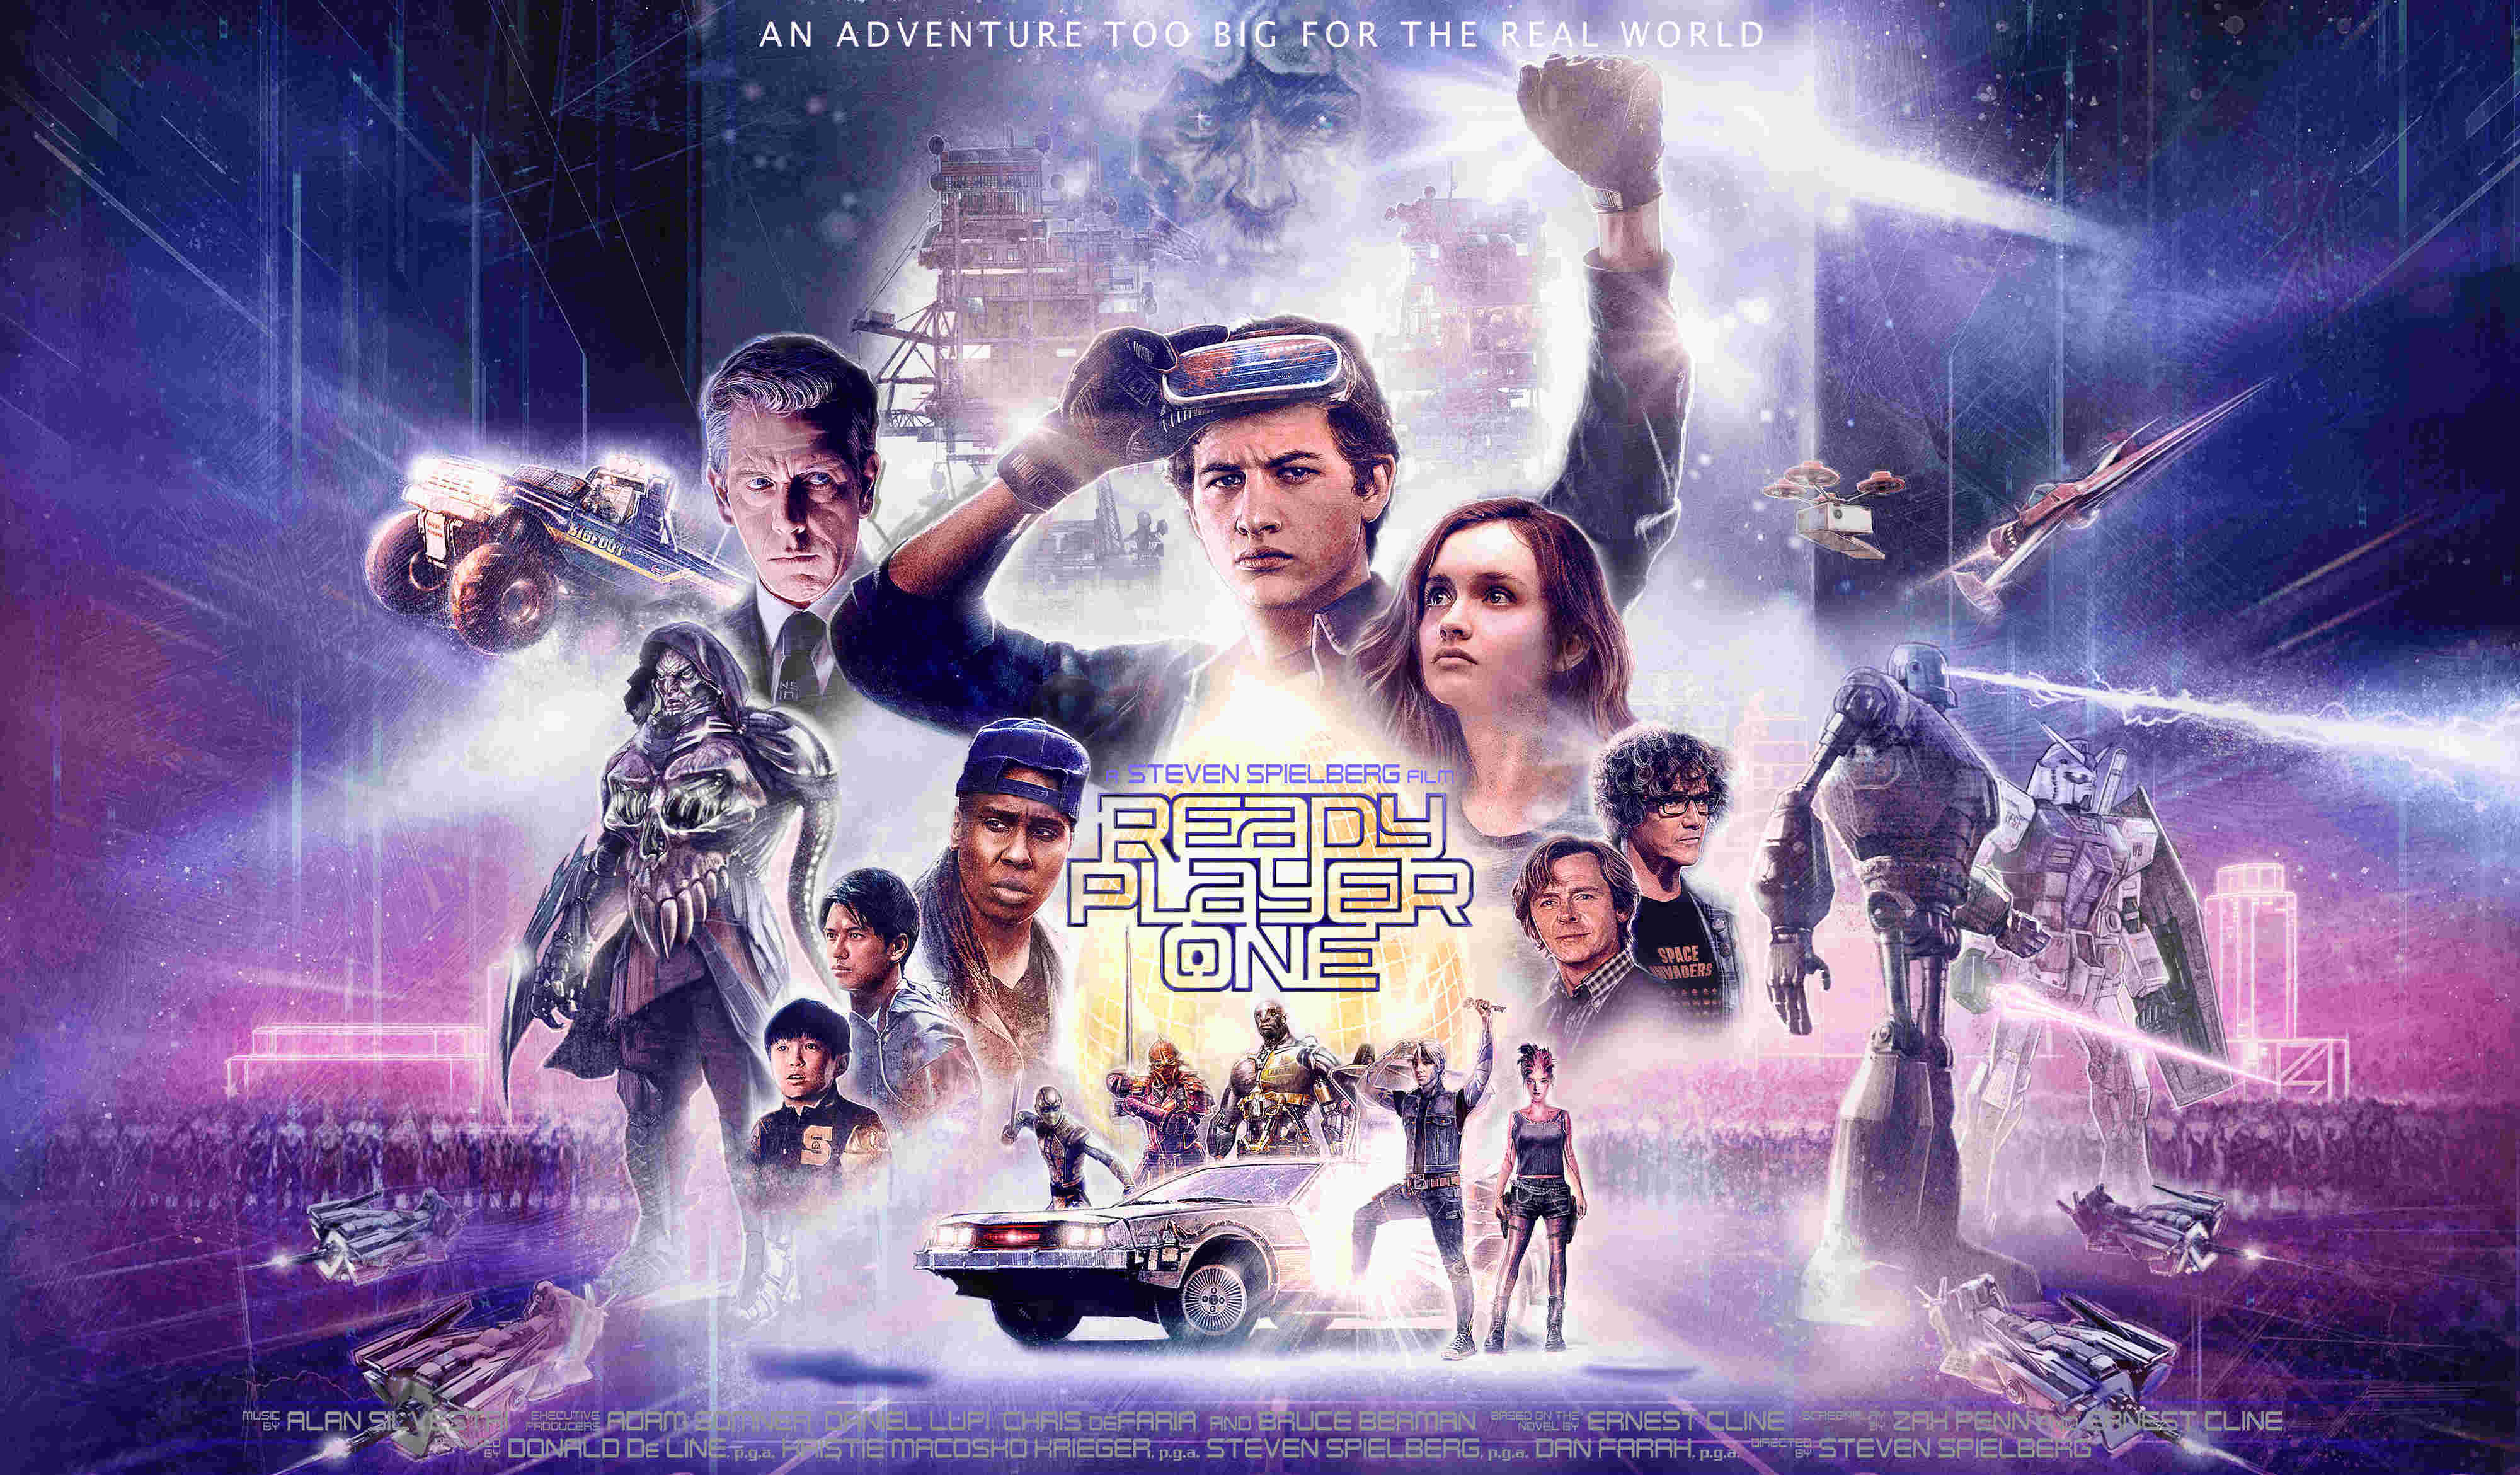 AN ADVENTURE TOO BIG FOR THE REAL WORLD
BIGFOOT
A STEVEN SPIELBERG FILM
READY
PLAYER
ONE
SPACE
INVADERS
S
MUSIC BY ALAN SILVESTRI EXECUTIVE PRODUCERS ADAM SOMNER DANIEL LUPI CHRIS DeFARIA AND BRUCE BERMAN BASED ON THE NOVEL BY ERNEST CLINE SCREENPLAY BY ZAK PENN ERNEST CLINE
BY DONALD De LINE, p.g.a. KRISTIE MACOSKO KRIEGER, p.g.a. STEVEN SPIELBERG, p.g.a. DAN FARAH, p.g.a. DIRECTED BY STEVEN SPIELBERG